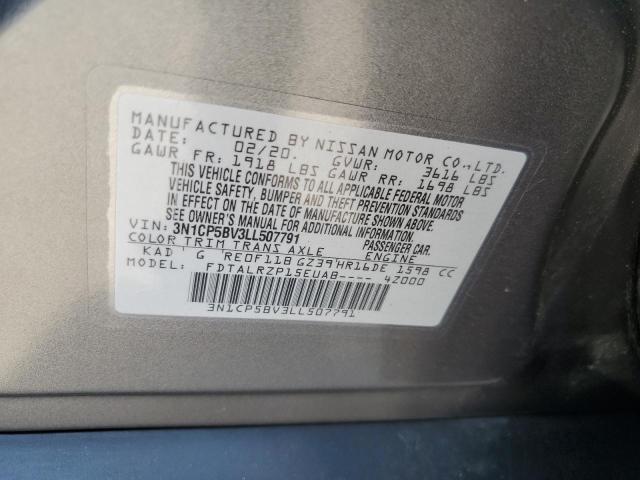 MANUFACTURED BY NISSAN MOTOR CO.,LTD.
DATE: 02/20. GVWR: 3616 LBS
GAWR FR: 1918 LBS GAWR RR: 1698 LBS
THIS VEHICLE CONFORMS TO ALL APPLICABLE FEDERAL MOTOR
VEHICLE SAFETY, BUMPER, AND THEFT PREVENTION STANDARDS
IN EFFECT ON THE DATE OF MANUFACTURE SHOWN ABOVE.
SEE OWNER'S MANUAL FOR ADDITIONAL INFORMATION.
VIN: 3N1CP5BV3LL507791 PASSENGER CAR.
COLOR TRIM TRANS AXLE ENGINE
KAD G RE0F11B GZ39 HR16DE 1598 CC
MODEL: FDTALRZP15EUAB---- 42000
3N1CP5BV3LL507791